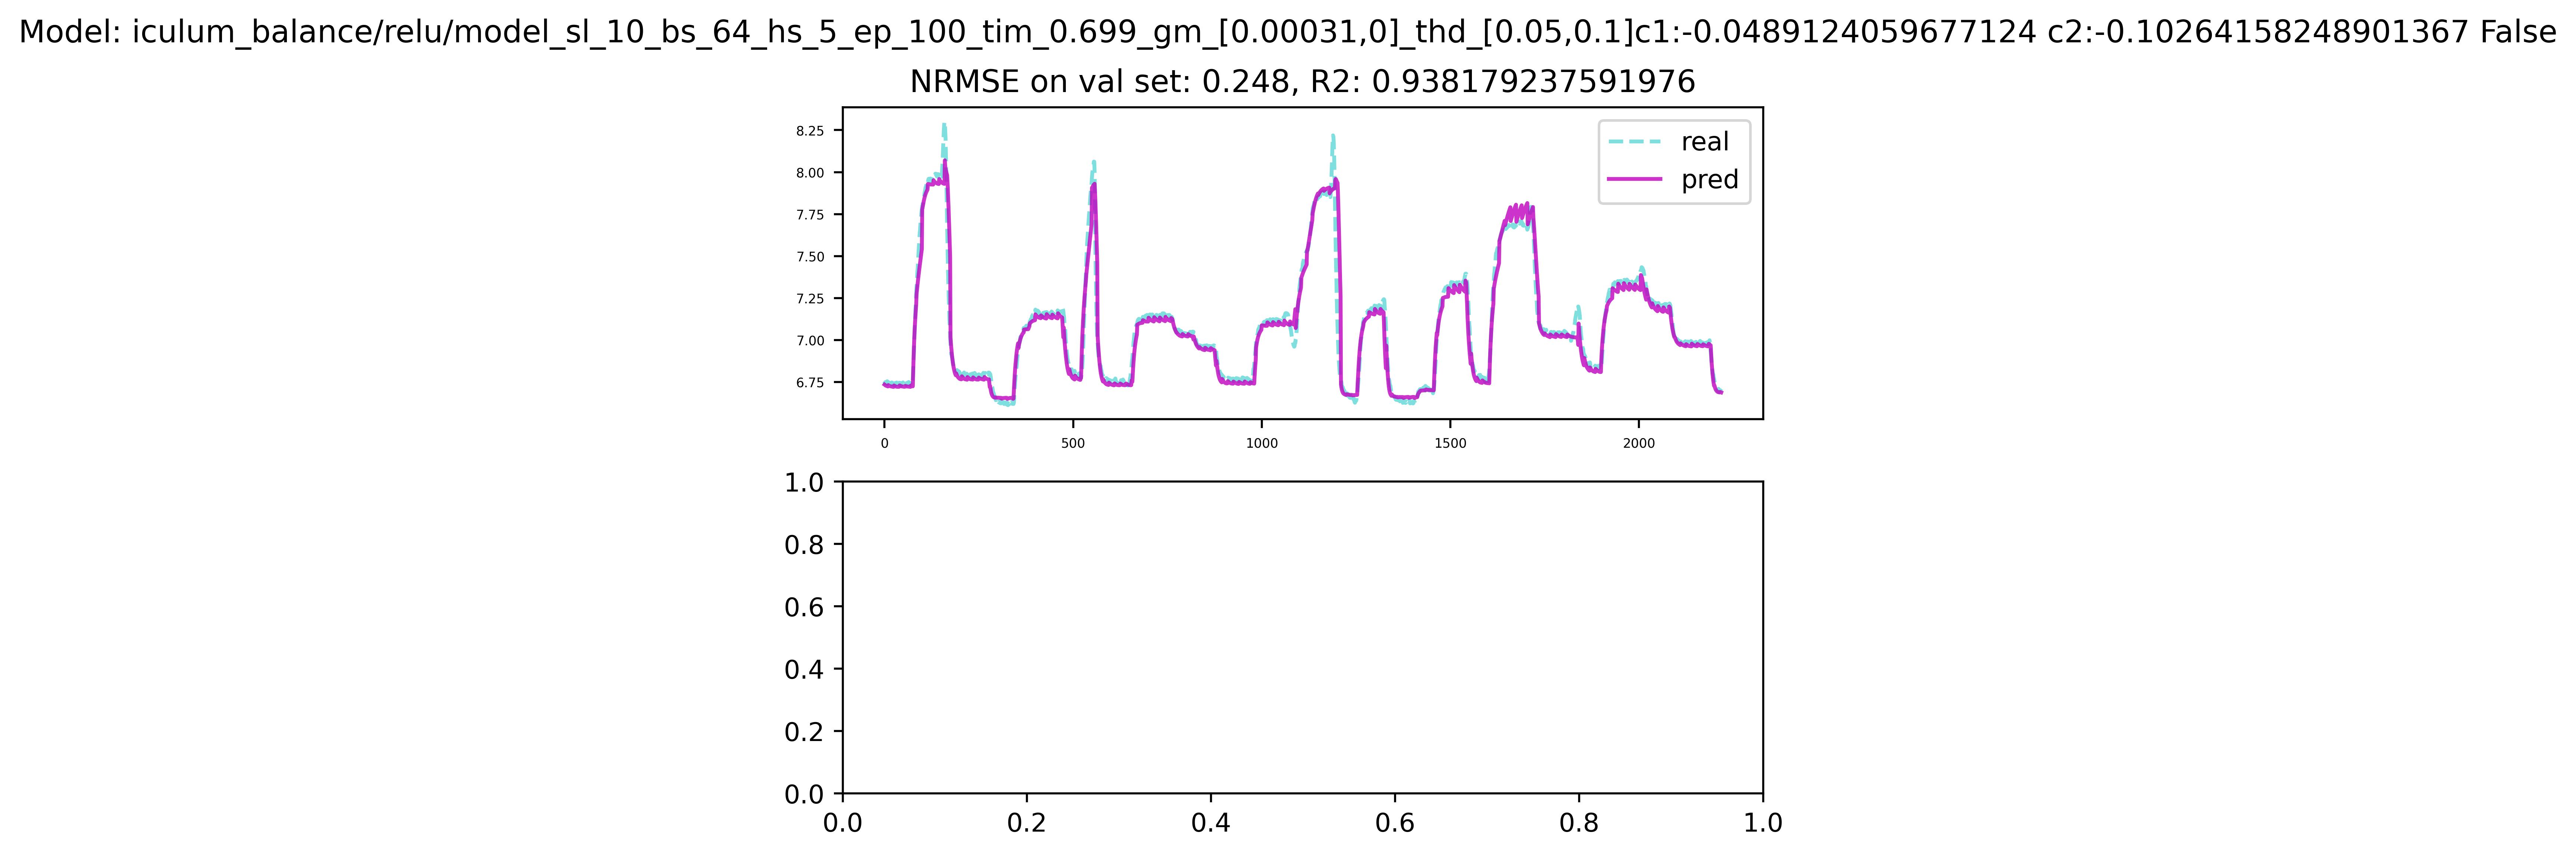 Model: iculum_balance/relu/model_sl_10_bs_64_hs_5_ep_100_tim_0.699_gm_[0.00031,0]_thd_[0.05,0.1]c1:-0.0489124059677124 c2:-0.10264158248901367 False
NRMSE on val set: 0.248, R2: 0.938179237591976
8.25
8.00
7.75
7.50
7.25
7.00
6.75
real
pred
0 500 1000 1500 2000
1.0
0.8
0.6
0.4
0.2
0.0
0.0 0.2 0.4 0.6 0.8 1.0